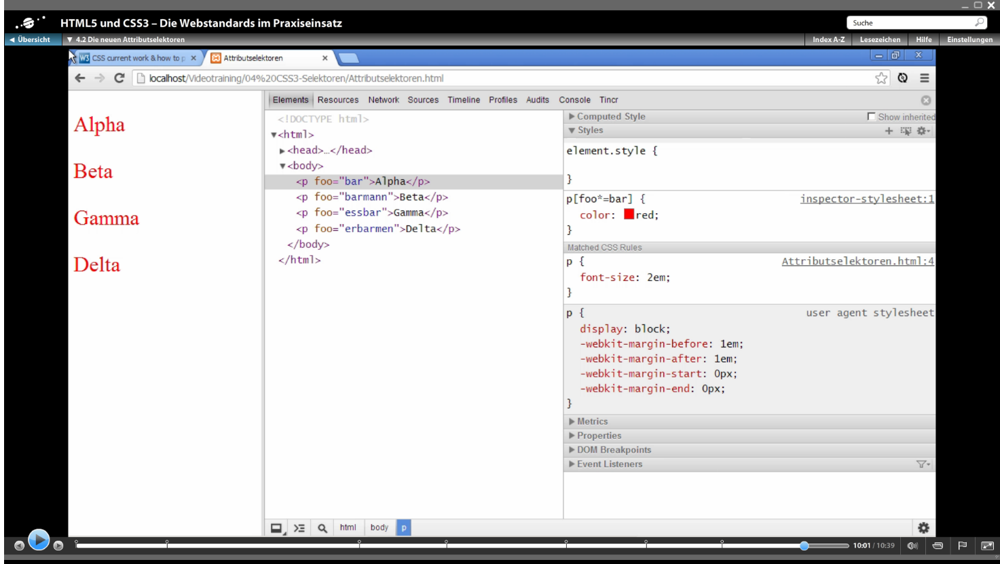 HTML5 und CSS3 – Die Webstandards im Praxiseinsatz
Suche
◀ Übersicht ▼ 4.2 Die neuen Attributselektoren Index A-Z Lesezeichen Hilfe Einstellungen
W3 CSS current work & how to p × Attributselektoren ×
localhost/Videotraining/04%20CSS3-Selektoren/Attributselektoren.html
Alpha
Beta
Gamma
Delta
Elements Resources Network Sources Timeline Profiles Audits Console Tincr
<!DOCTYPE html>
▼<html>
▶<head>…</head>
▼<body>
<p foo="bar">Alpha</p>
<p foo="barmann">Beta</p>
<p foo="essbar">Gamma</p>
<p foo="erbarmen">Delta</p>
</body>
</html>
▶ Computed Style Show inherited
▼ Styles
element.style {
}
p[foo*=bar] { inspector-stylesheet:1
color: red;
}
Matched CSS Rules
p { Attributselektoren.html:4
font-size: 2em;
}
p { user agent stylesheet
display: block;
-webkit-margin-before: 1em;
-webkit-margin-after: 1em;
-webkit-margin-start: 0px;
-webkit-margin-end: 0px;
}
▶ Metrics
▶ Properties
▶ DOM Breakpoints
▶ Event Listeners
html body p
10:01 / 10:39